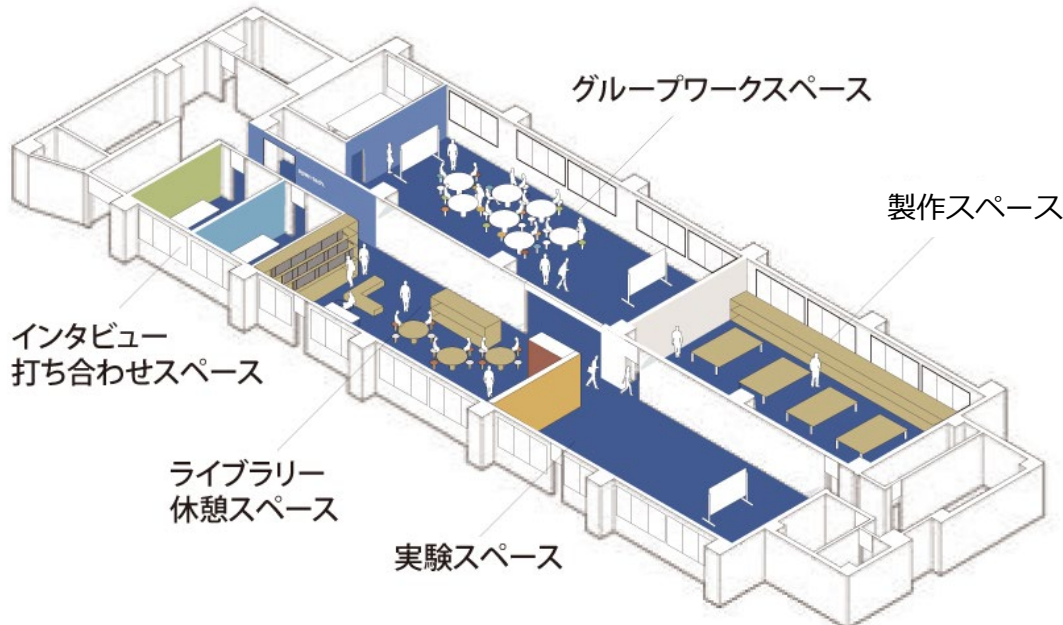 グループワークスペース
製作スペース
インタビュー
打ち合わせスペース
ライブラリー
休憩スペース
実験スペース